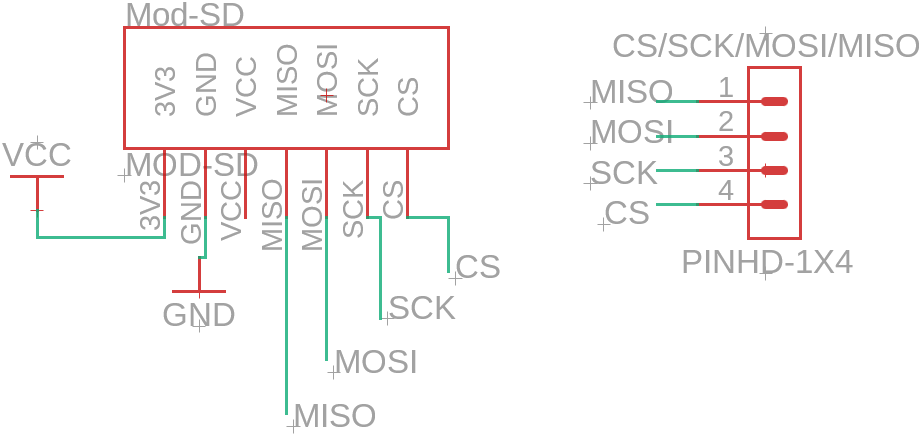 Mod-SD
3V3 GND VCC MISO MOSI SCK CS
VCC
MOD-SD
3V3 GND VCC MISO MOSI SCK CS
CS
SCK
GND
MOSI
MISO
CS/SCK/MOSI/MISO
MISO 1
MOSI 2
SCK 3
CS 4
PINHD-1X4